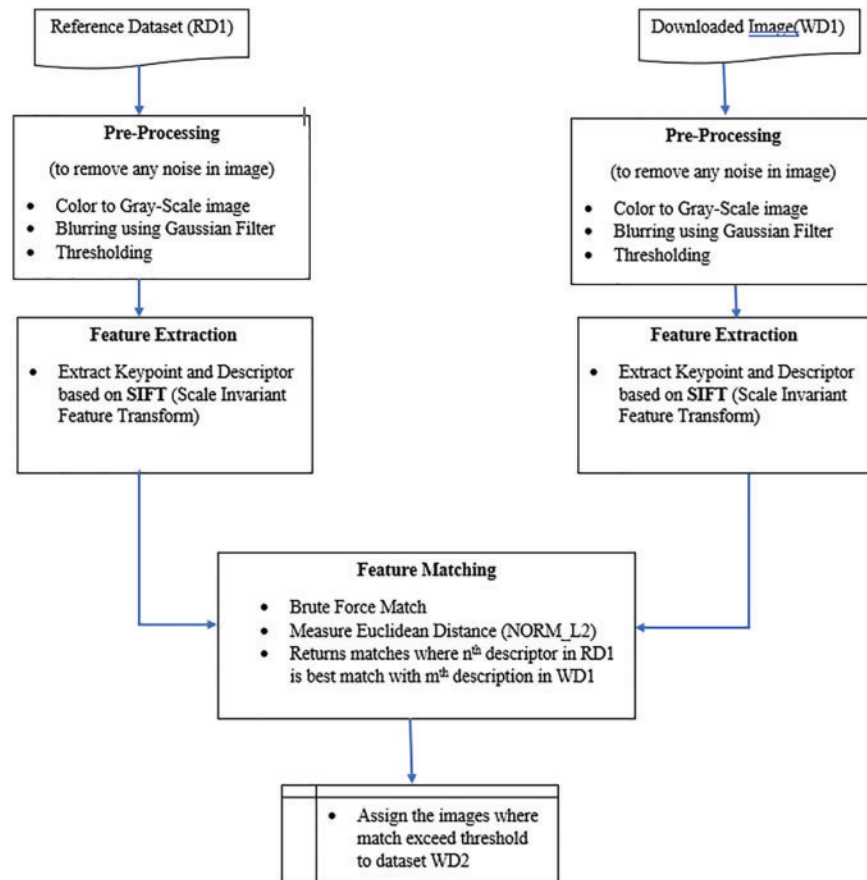 Reference Dataset (RD1)
Downloaded Image(WD1)
Pre-Processing
(to remove any noise in image)
• Color to Gray-Scale image
• Blurring using Gaussian Filter
• Thresholding
Pre-Processing
(to remove any noise in image)
• Color to Gray-Scale image
• Blurring using Gaussian Filter
• Thresholding
Feature Extraction
• Extract Keypoint and Descriptor
based on SIFT (Scale Invariant
Feature Transform)
Feature Extraction
• Extract Keypoint and Descriptor
based on SIFT (Scale Invariant
Feature Transform)
Feature Matching
• Brute Force Match
• Measure Euclidean Distance (NORM_L2)
• Returns matches where nth descriptor in RD1
is best match with mth description in WD1
• Assign the images where
match exceed threshold
to dataset WD2